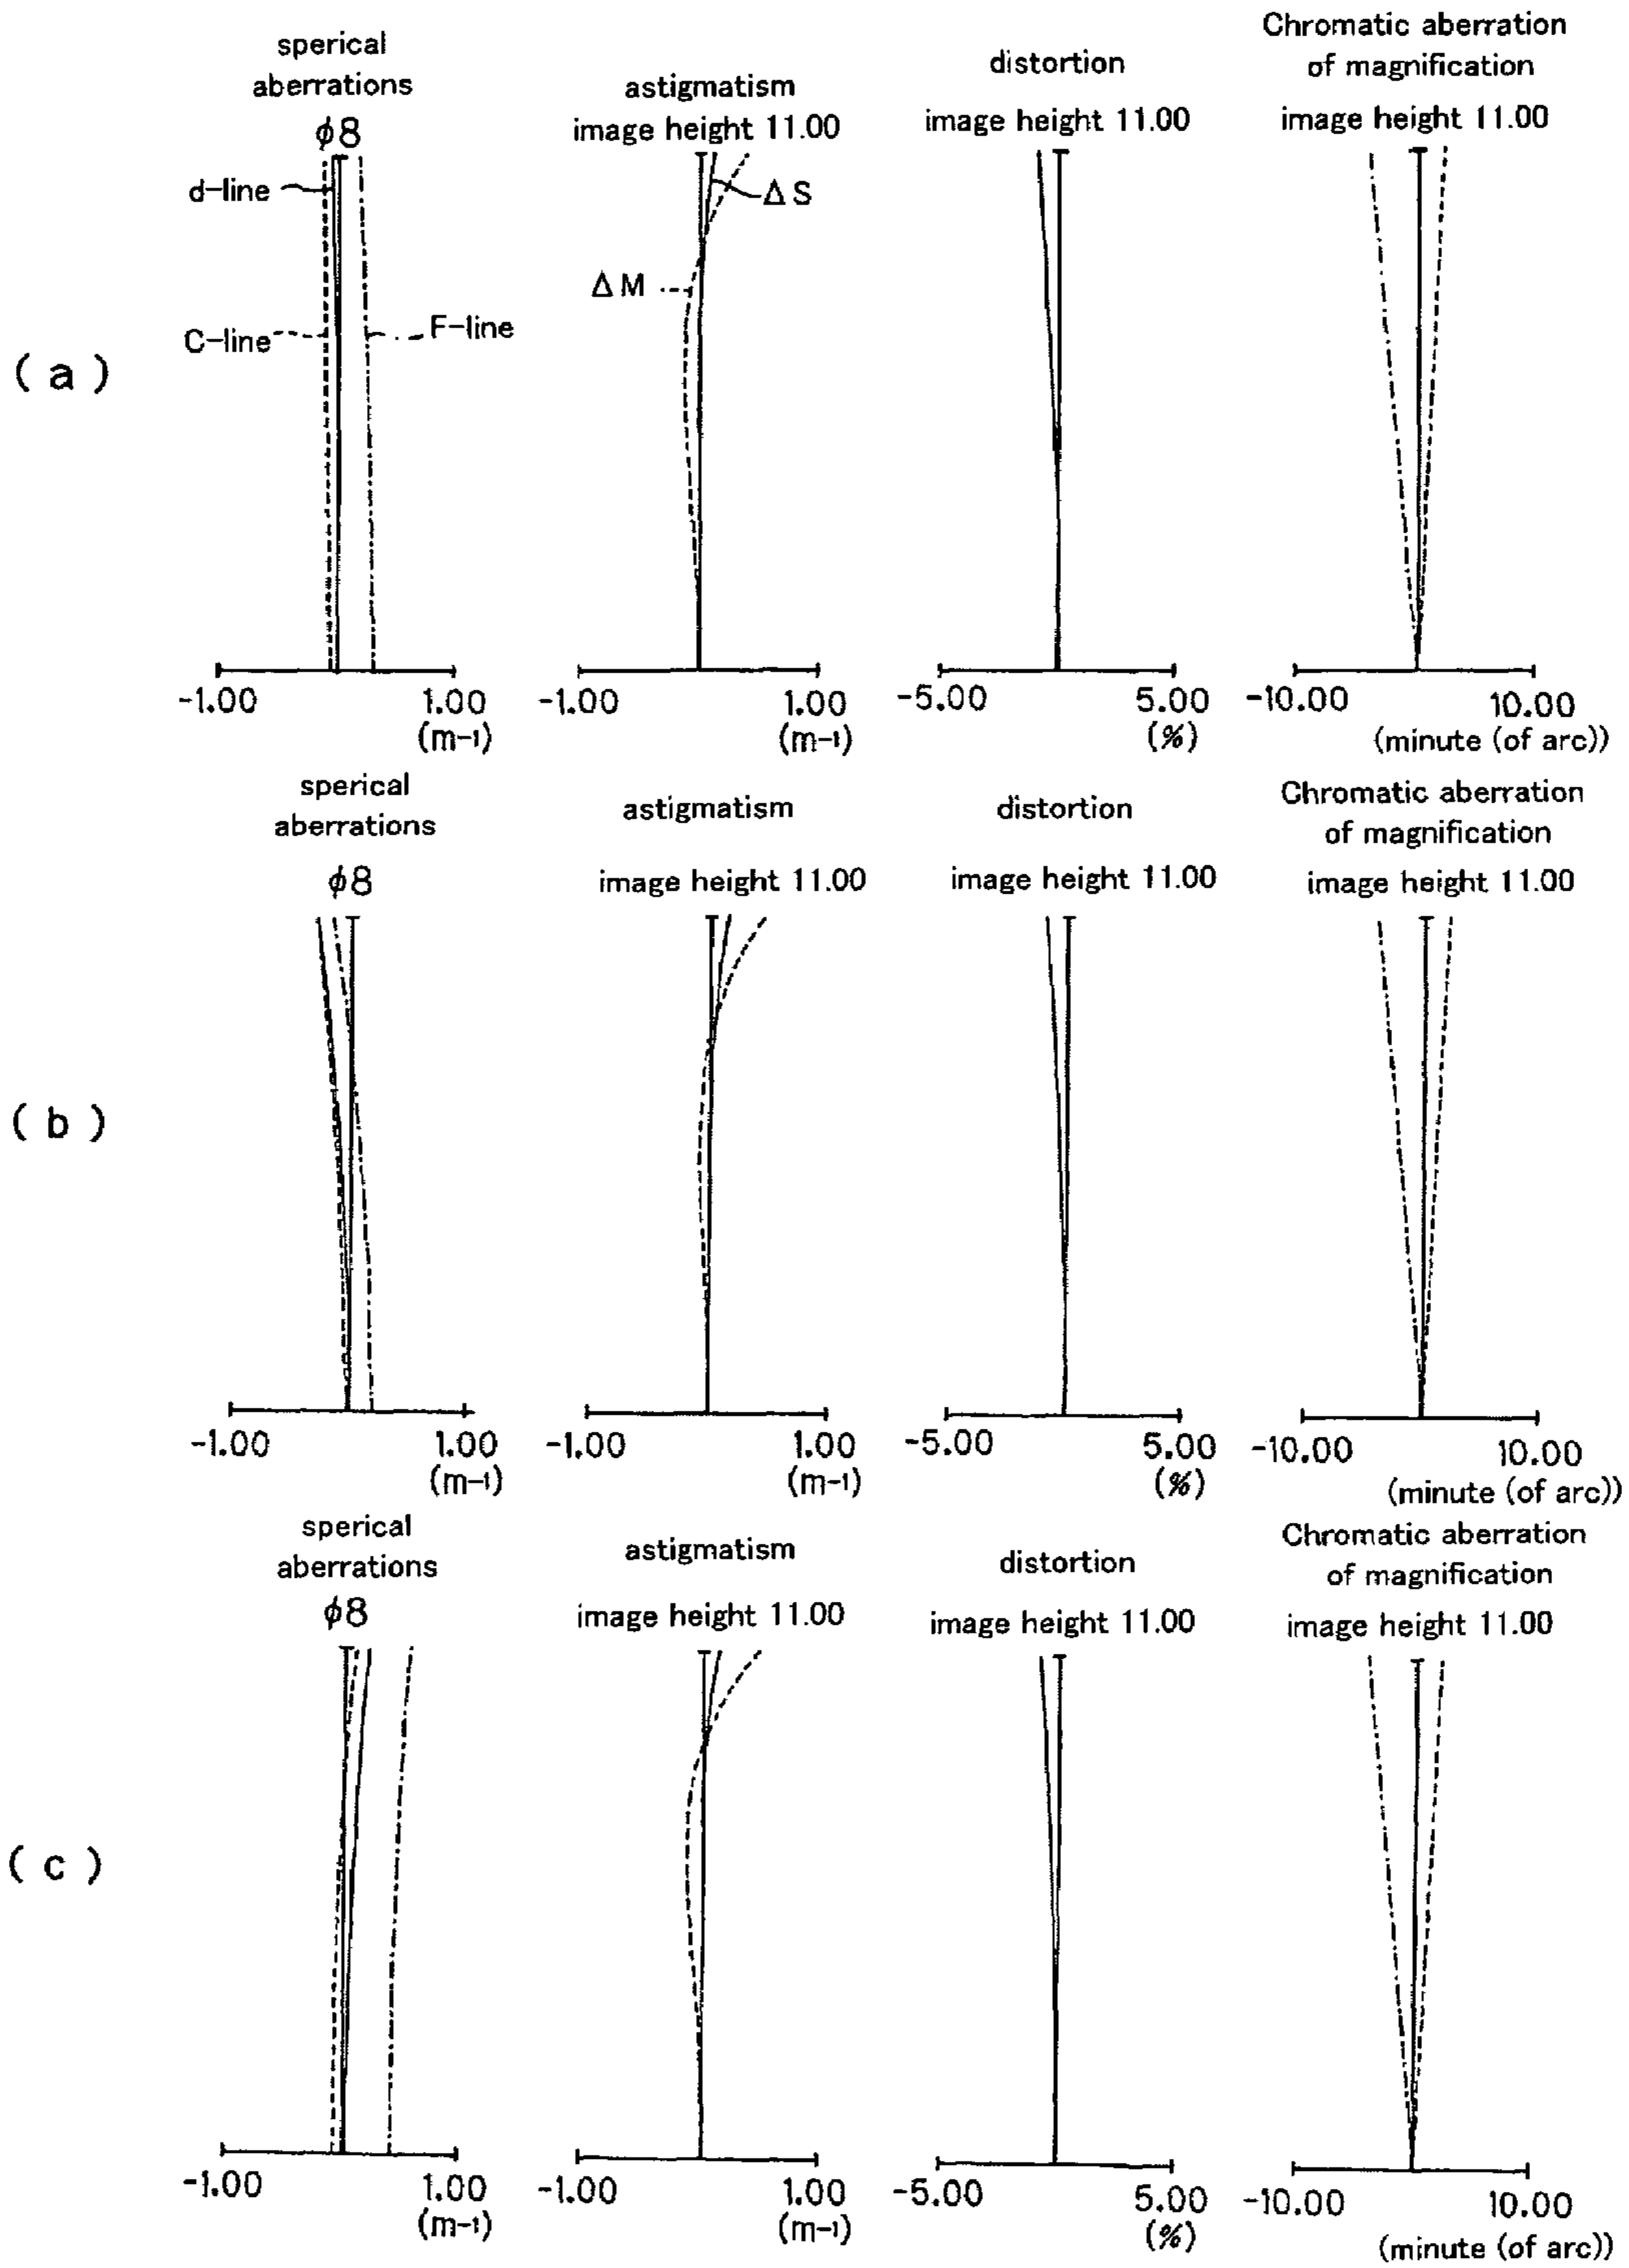 sperical
aberrations
φ8
astigmatism
image height 11.00
distortion
image height 11.00
Chromatic aberration
of magnification
image height 11.00
d-line
C-line
F-line
ΔS
ΔM
(a)
-1.00
1.00
(m-1)
-1.00
1.00
(m-1)
-5.00
5.00
(%)
-10.00
10.00
(minute (of arc))
sperical
aberrations
φ8
astigmatism
image height 11.00
distortion
image height 11.00
Chromatic aberration
of magnification
image height 11.00
(b)
-1.00
1.00
(m-1)
-1.00
1.00
(m-1)
-5.00
5.00
(%)
-10.00
10.00
(minute (of arc))
sperical
aberrations
φ8
astigmatism
image height 11.00
distortion
image height 11.00
Chromatic aberration
of magnification
image height 11.00
(c)
-1.00
1.00
(m-1)
-1.00
1.00
(m-1)
-5.00
5.00
(%)
-10.00
10.00
(minute (of arc))